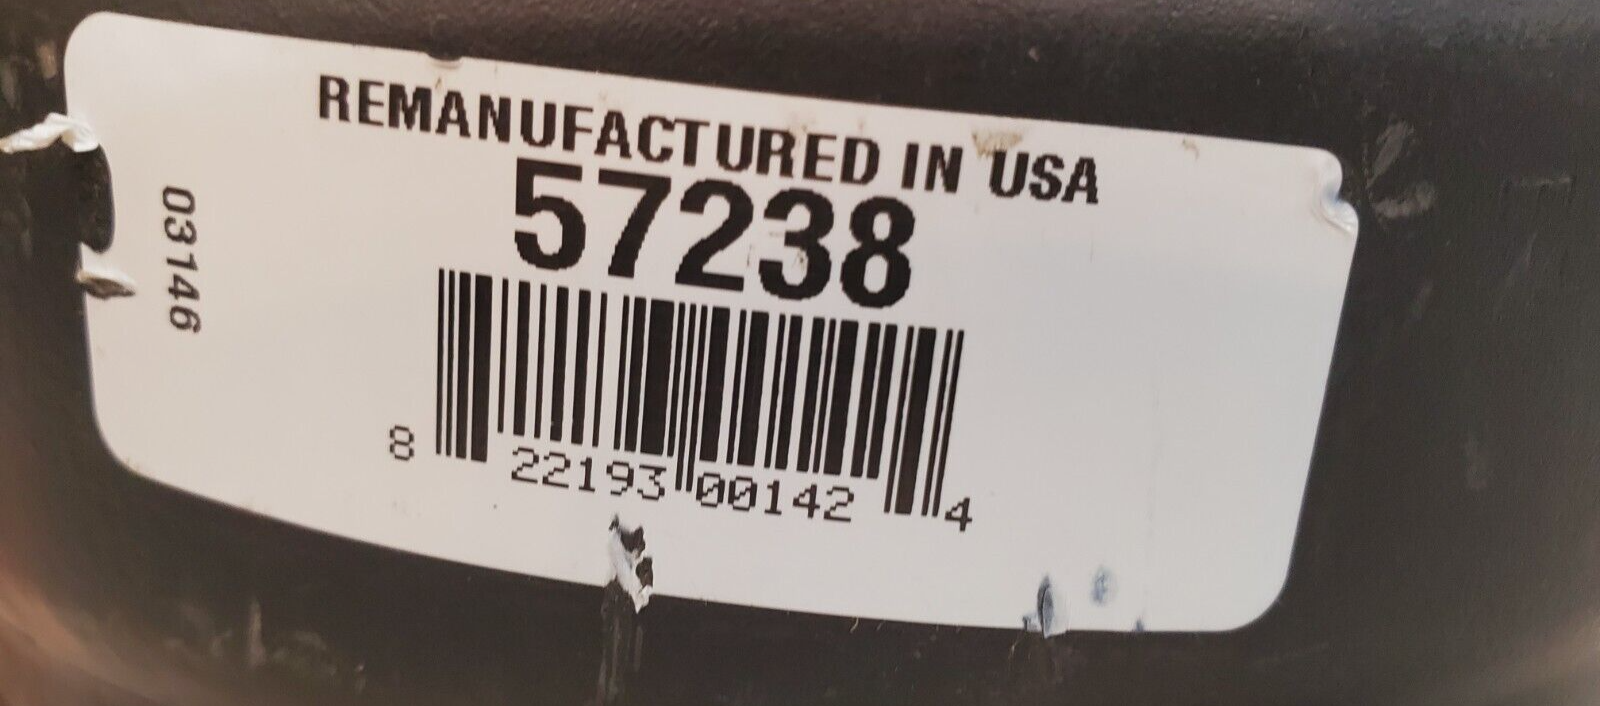 REMANUFACTURED IN USA
57238
03146
8 22193 00142 4